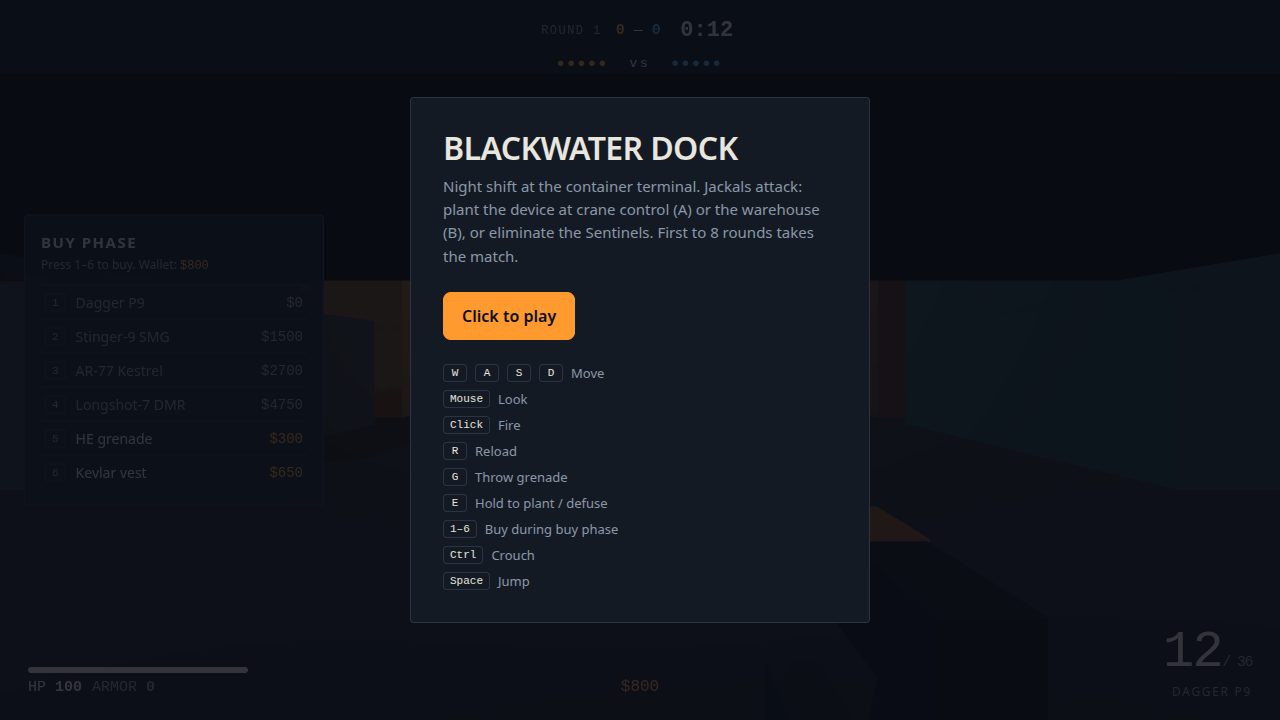 ROUND 1 0 — 0 0:12
VS
BLACKWATER DOCK
Night shift at the container terminal. Jackals attack:
plant the device at crane control (A) or the warehouse
(B), or eliminate the Sentinels. First to 8 rounds takes
the match.
Click to play
W A S D Move
Mouse Look
Click Fire
R Reload
G Throw grenade
E Hold to plant / defuse
1–6 Buy during buy phase
Ctrl Crouch
Space Jump
BUY PHASE
Press 1–6 to buy. Wallet: $800
1 Dagger P9 $0
2 Stinger-9 SMG $1500
3 AR-77 Kestrel $2700
4 Longshot-7 DMR $4750
5 HE grenade $300
6 Kevlar vest $650
HP 100 ARMOR 0
$800
12 / 36
DAGGER P9